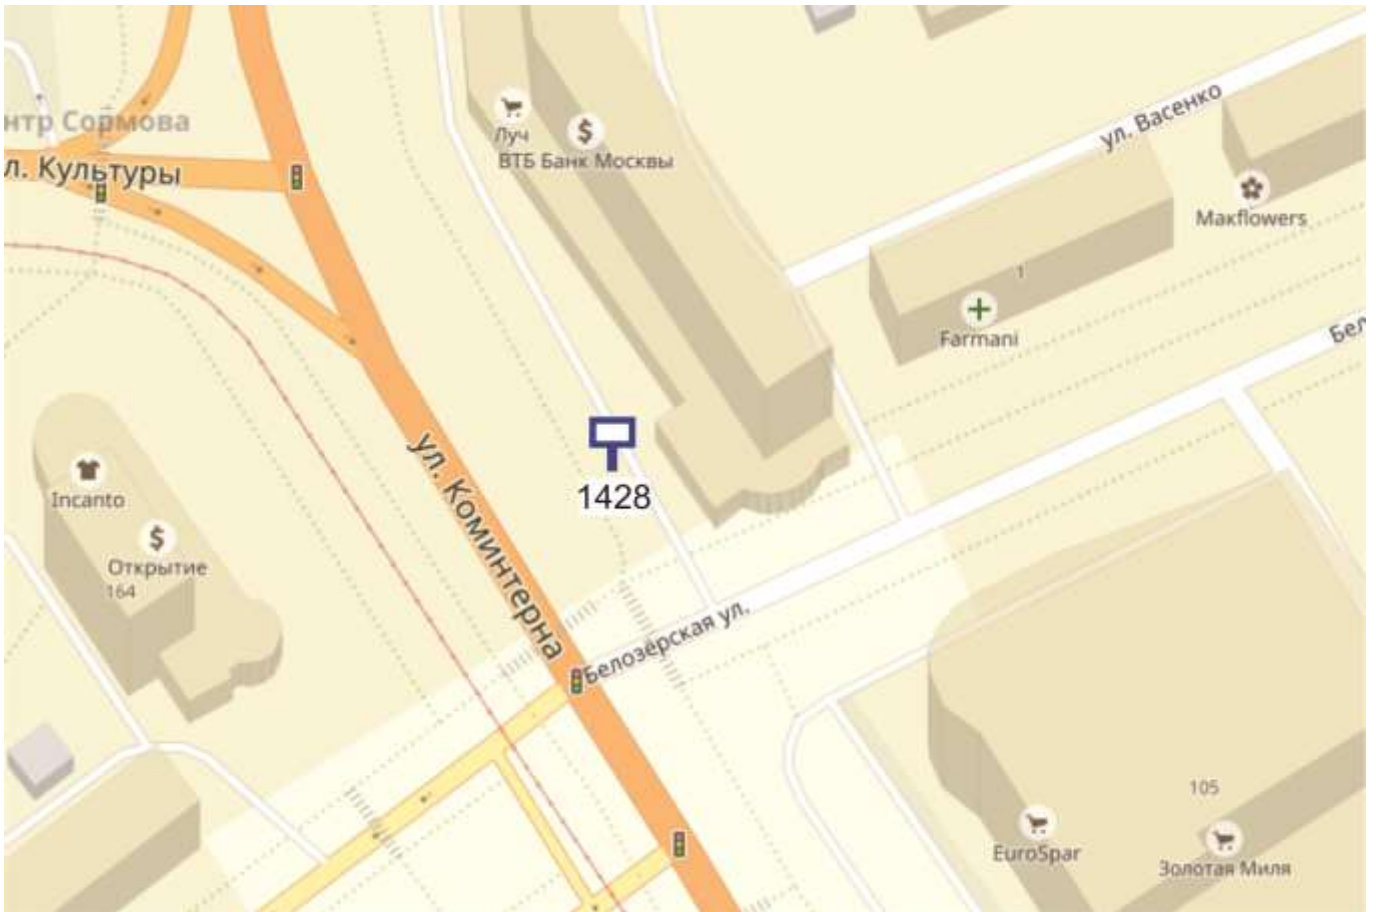 Луч
ВТБ Банк Москвы
ул. Васенко
нтр Сормова
л. Культуры
Makflowers
1
Farmani
Бел
ул. Коминтерна
Incanto
1428
Открытие
164
Белозёрская ул.
105
EuroSpar
Золотая Миля